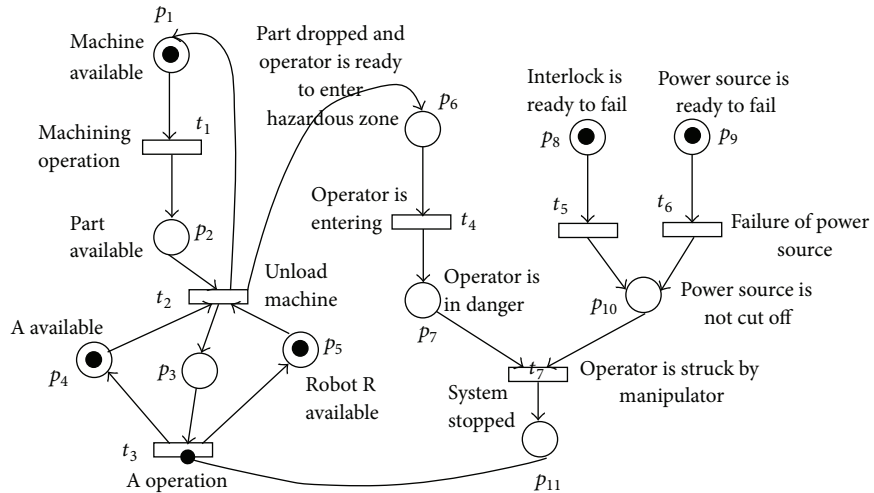 p1
Machine
available
t1
Machining
operation
Part
available
p2
t2
Unload
machine
A available
p4
p3
p5
Robot R
available
t3
A operation
Part dropped and
operator is ready
to enter
hazardous zone
p6
Operator is
entering
t4
Operator is
in danger
p7
Interlock is
ready to fail
p8
Power source is
ready to fail
p9
t5
t6
Failure of power
source
p10
Power source is
not cut off
t7
Operator is struck by
manipulator
System
stopped
p11